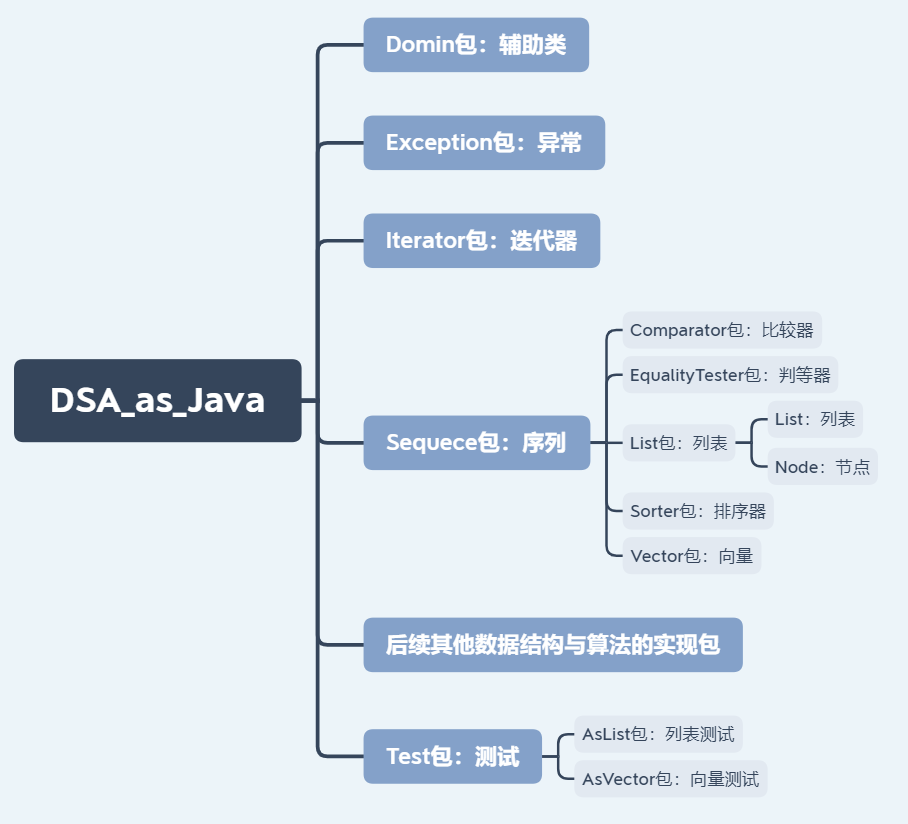 DSA_as_Java
Domin包：辅助类
Exception包：异常
Iterator包：迭代器
Sequece包：序列
Comparator包：比较器
EqualityTester包：判等器
List包：列表
List：列表
Node：节点
Sorter包：排序器
Vector包：向量
后续其他数据结构与算法的实现包
Test包：测试
AsList包：列表测试
AsVector包：向量测试